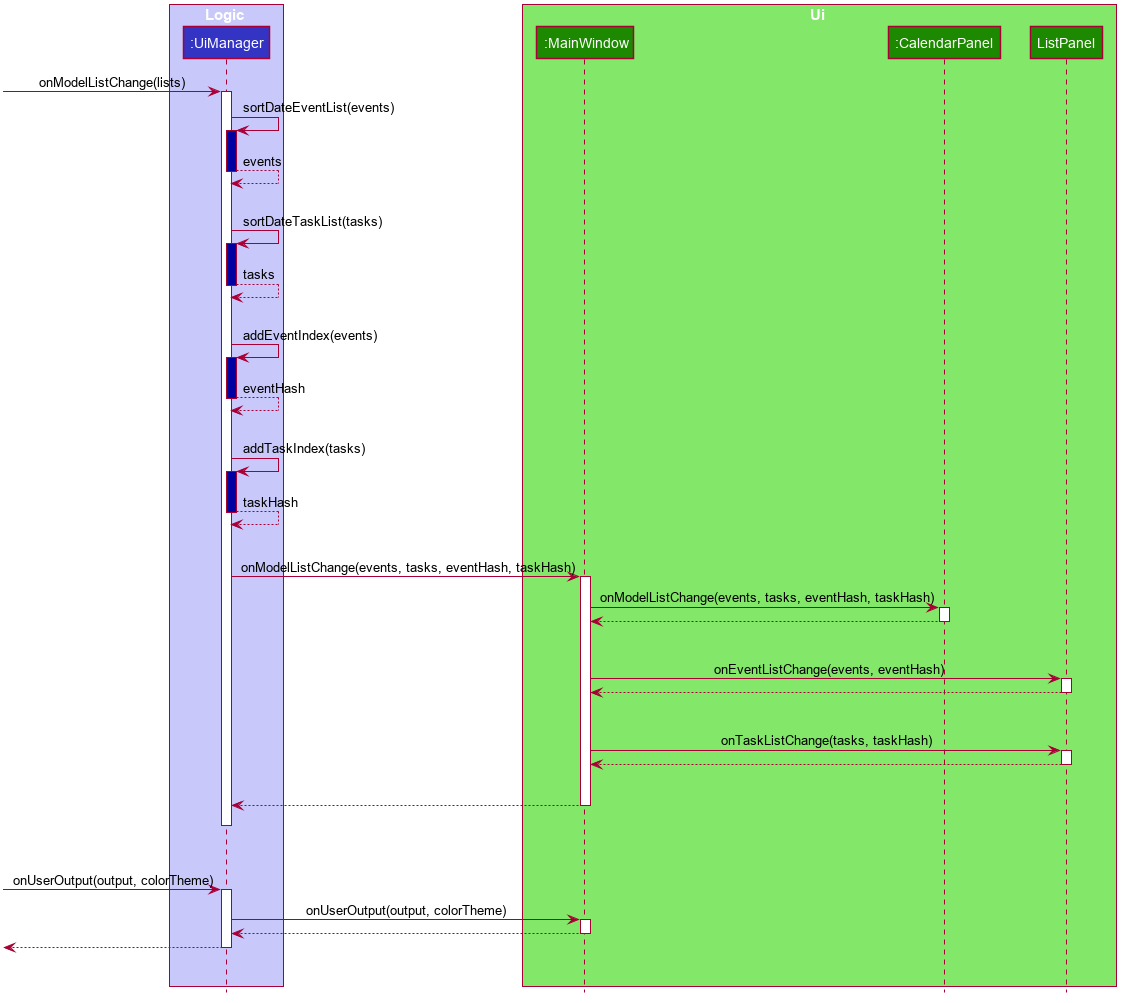 Logic
Ui
:UiManager
:MainWindow
:CalendarPanel
ListPanel
onModelListChange(lists)
sortDateEventList(events)
events
sortDateTaskList(tasks)
tasks
addEventIndex(events)
eventHash
addTaskIndex(tasks)
taskHash
onModelListChange(events, tasks, eventHash, taskHash)
onModelListChange(events, tasks, eventHash, taskHash)
onEventListChange(events, eventHash)
onTaskListChange(tasks, taskHash)
onUserOutput(output, colorTheme)
onUserOutput(output, colorTheme)